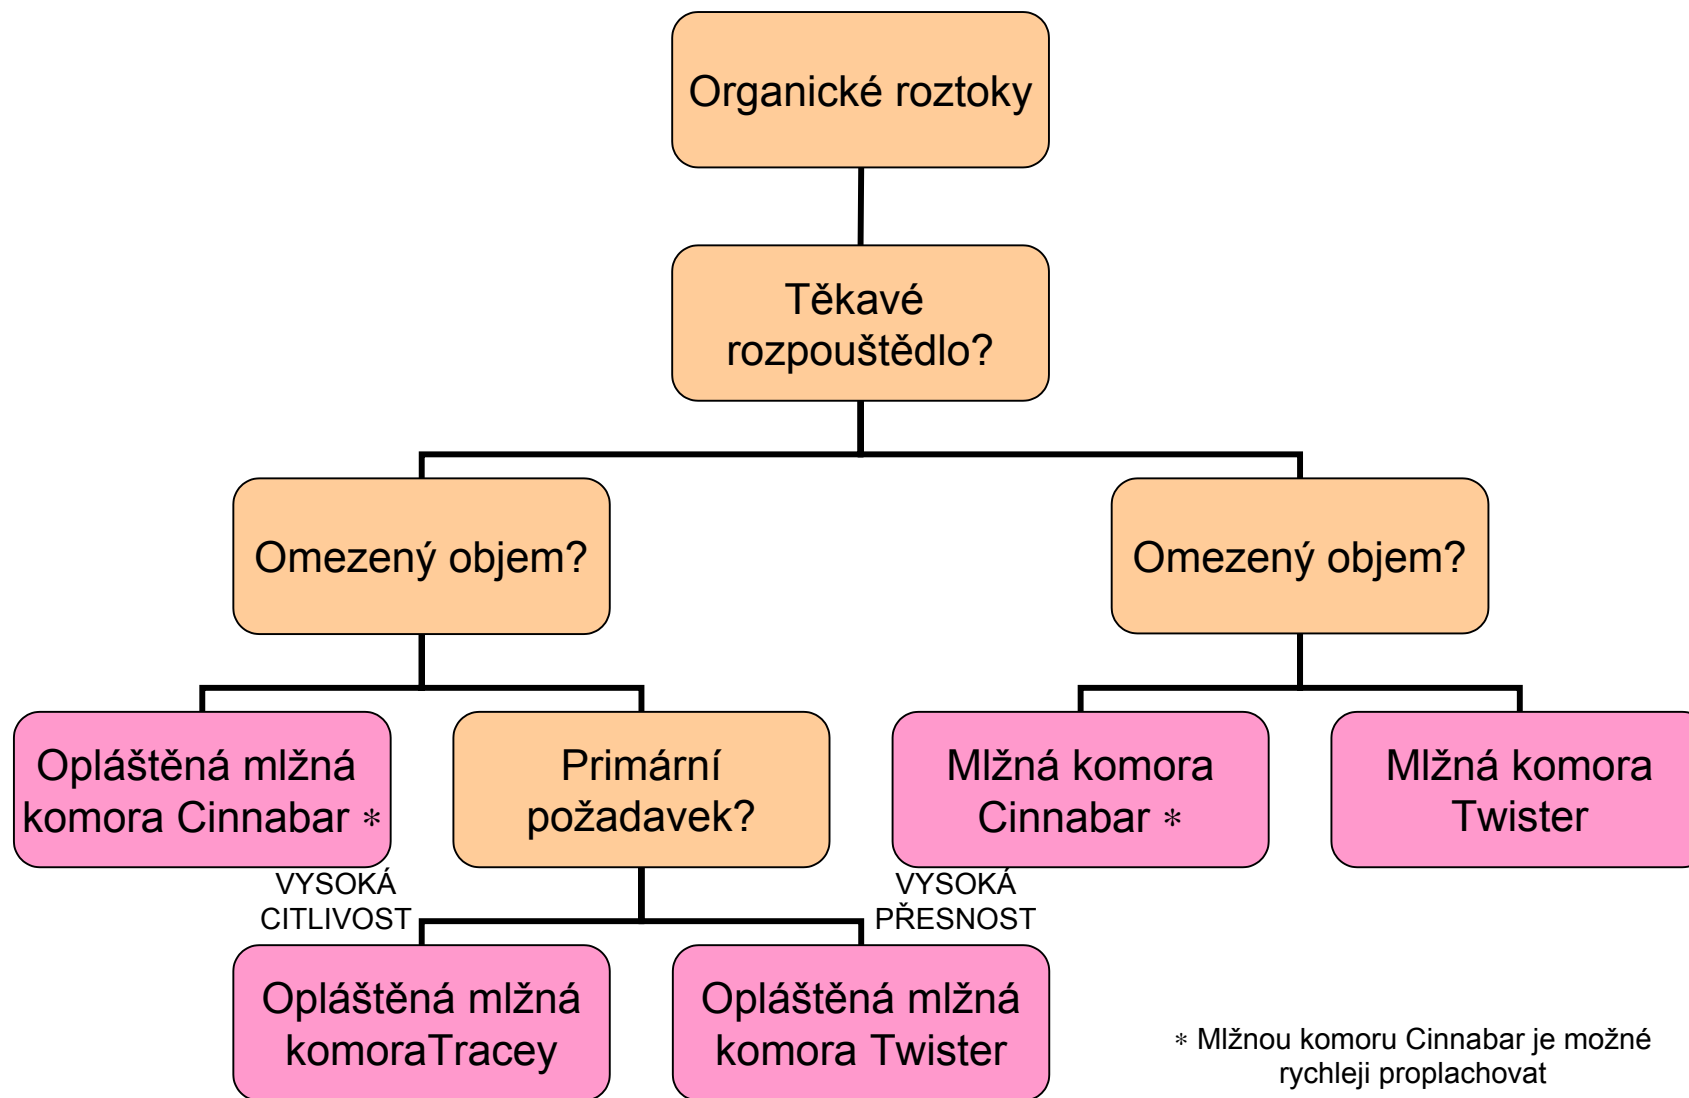 Organické roztoky
Těkavé
rozpouštědlo?
Omezený objem?
Omezený objem?
Opláštěná mlžná
komora Cinnabar *
Primární
požadavek?
Mlžná komora
Cinnabar *
Mlžná komora
Twister
VYSOKÁ
CITLIVOST
VYSOKÁ
PŘESNOST
Opláštěná mlžná
komoraTracey
Opláštěná mlžná
komora Twister
* Mlžnou komoru Cinnabar je možné
rychleji proplachovat